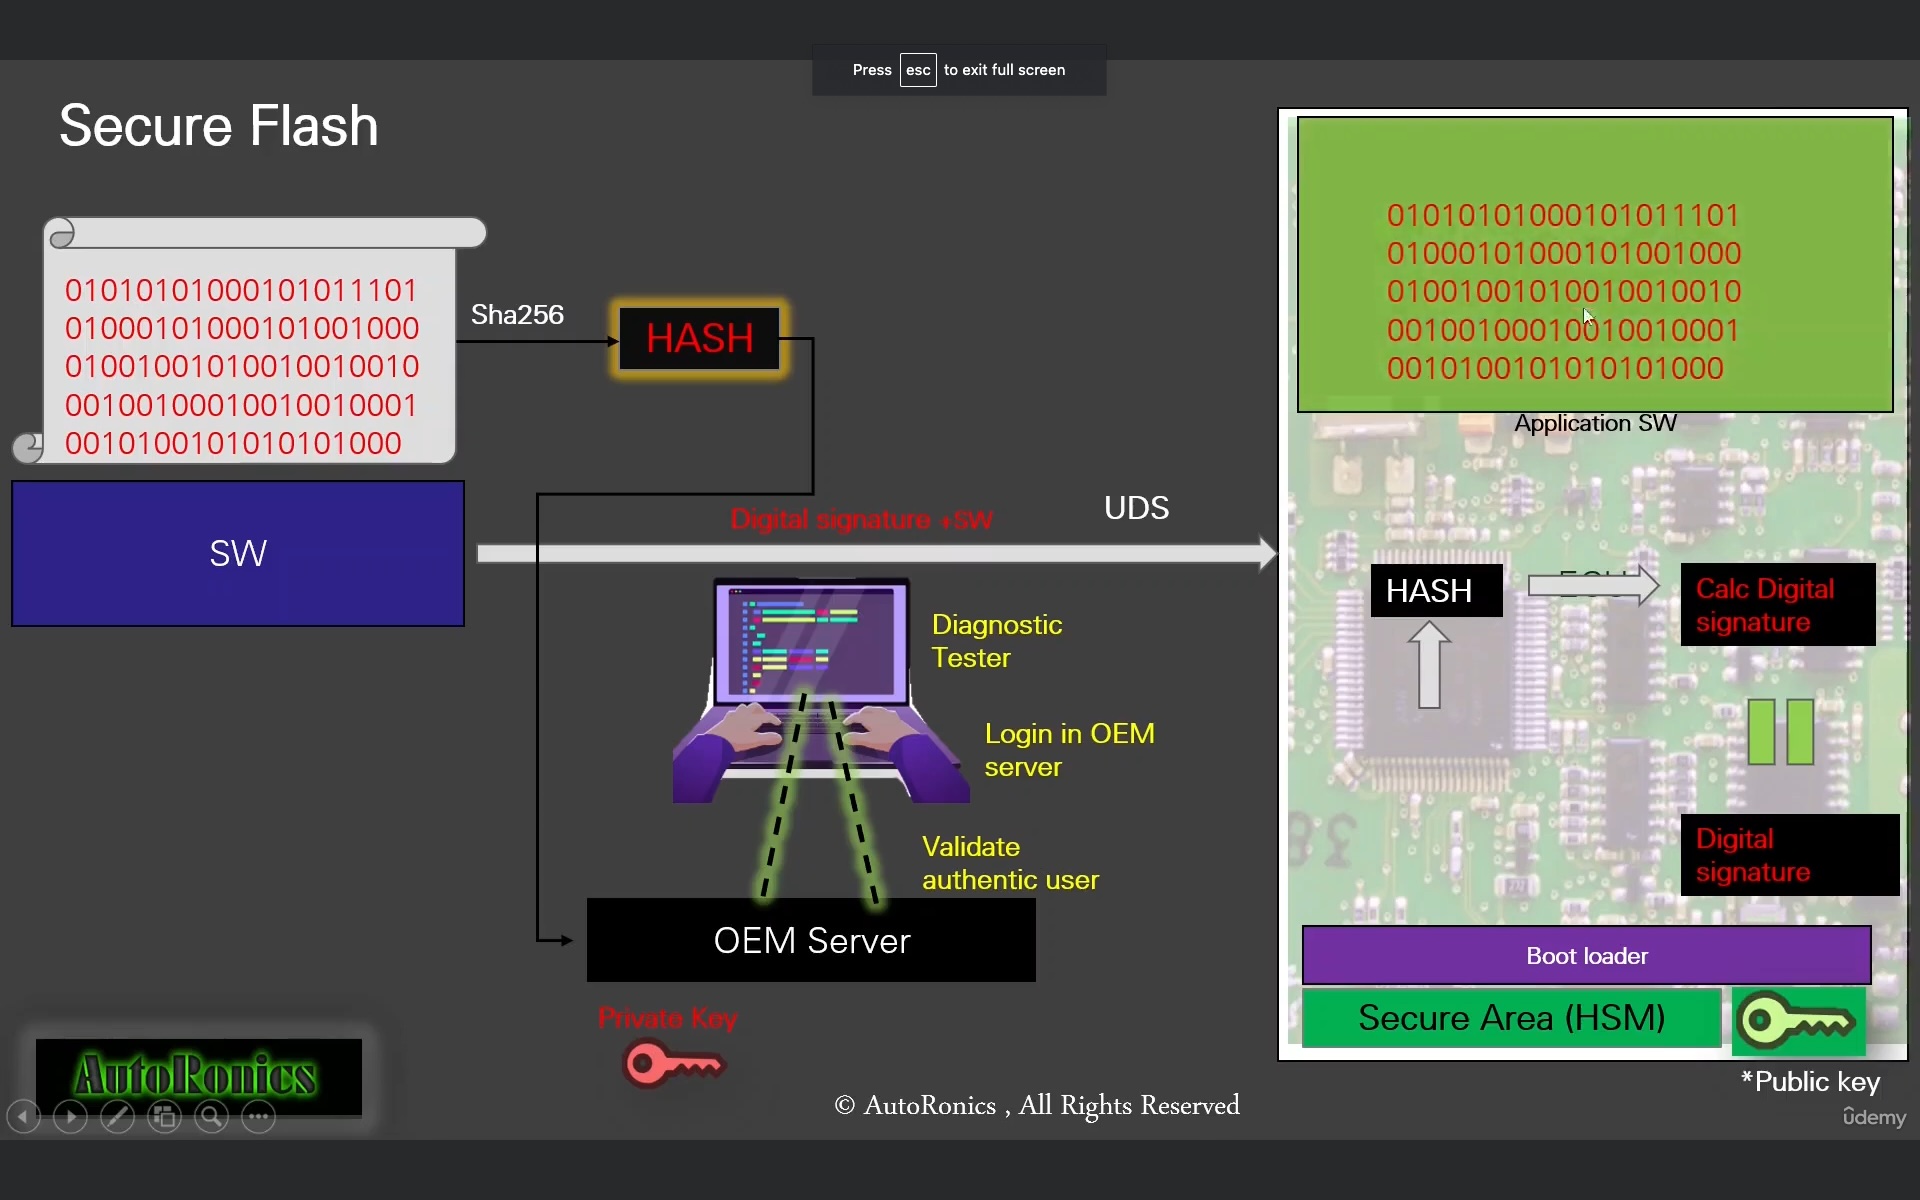 Press esc to exit full screen
Secure Flash
01010101000101011101
01000101000101001000
01001001010010010010
00100100010010010001
0010100101010101000
Sha256
HASH
SW
Digital signature +SW
UDS
Diagnostic
Tester
Login in OEM
server
Validate
authentic user
OEM Server
Private Key
01010101000101011101
01000101000101001000
01001001010010010010
00100100010010010001
0010100101010101000
Application SW
HASH
ECU
Calc Digital
signature
Digital
signature
Boot loader
Secure Area (HSM)
*Public key
AutoRonics
© AutoRonics , All Rights Reserved
ûdemy